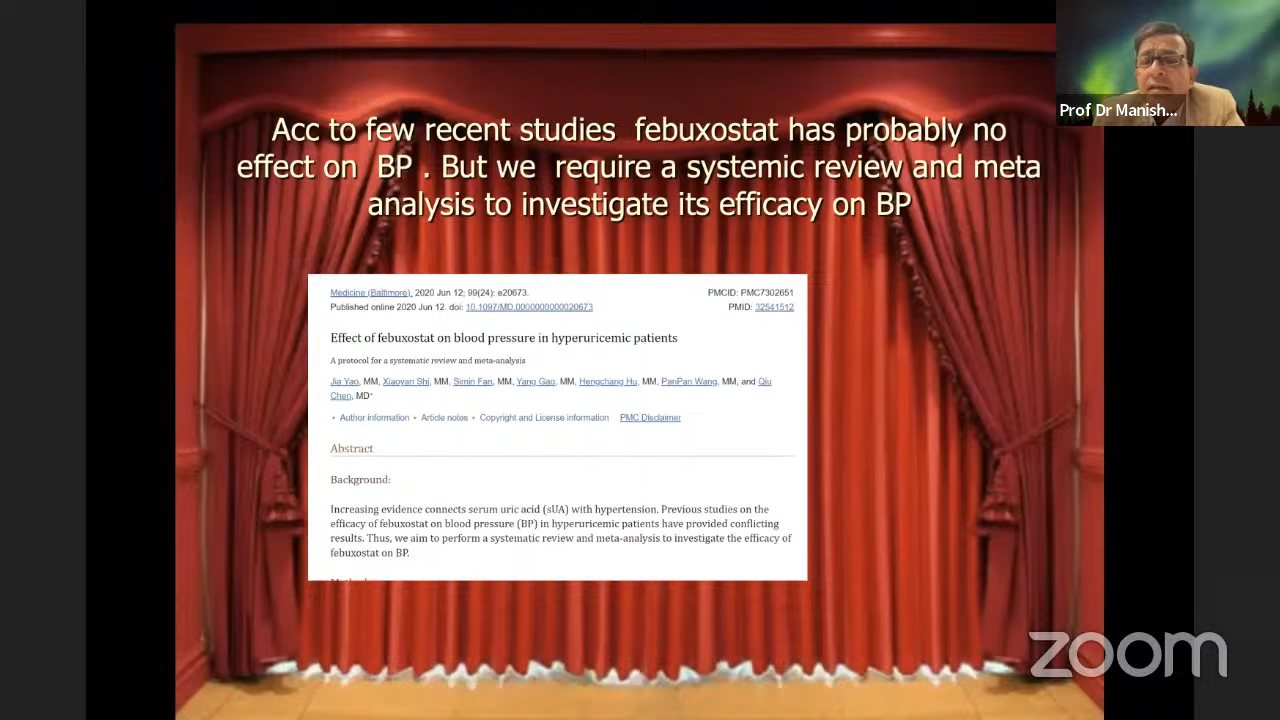 Acc to few recent studies febuxostat has probably no
effect on BP . But we require a systemic review and meta
analysis to investigate its efficacy on BP
Prof Dr Manish...
Medicine (Baltimore). 2020 Jun 12; 99(24): e20673.
PMCID: PMC7302651
Published online 2020 Jun 12. doi: 10.1097/MD.0000000000020673
PMID: 32541512
Effect of febuxostat on blood pressure in hyperuricemic patients
A protocol for a systematic review and meta-analysis
Jia Yao, MM, Xiaoyan Shi, MM, Simin Fan, MM, Yang Gao, MM, Hengchang Hu, MM, PanPan Wang, MM, and Qiu
Chen, MD*
Author information Article notes Copyright and License information PMC Disclaimer
Abstract
Background:
Increasing evidence connects serum uric acid (sUA) with hypertension. Previous studies on the
efficacy of febuxostat on blood pressure (BP) in hyperuricemic patients have provided conflicting
results. Thus, we aim to perform a systematic review and meta-analysis to investigate the efficacy of
febuxostat on BP.
zoom